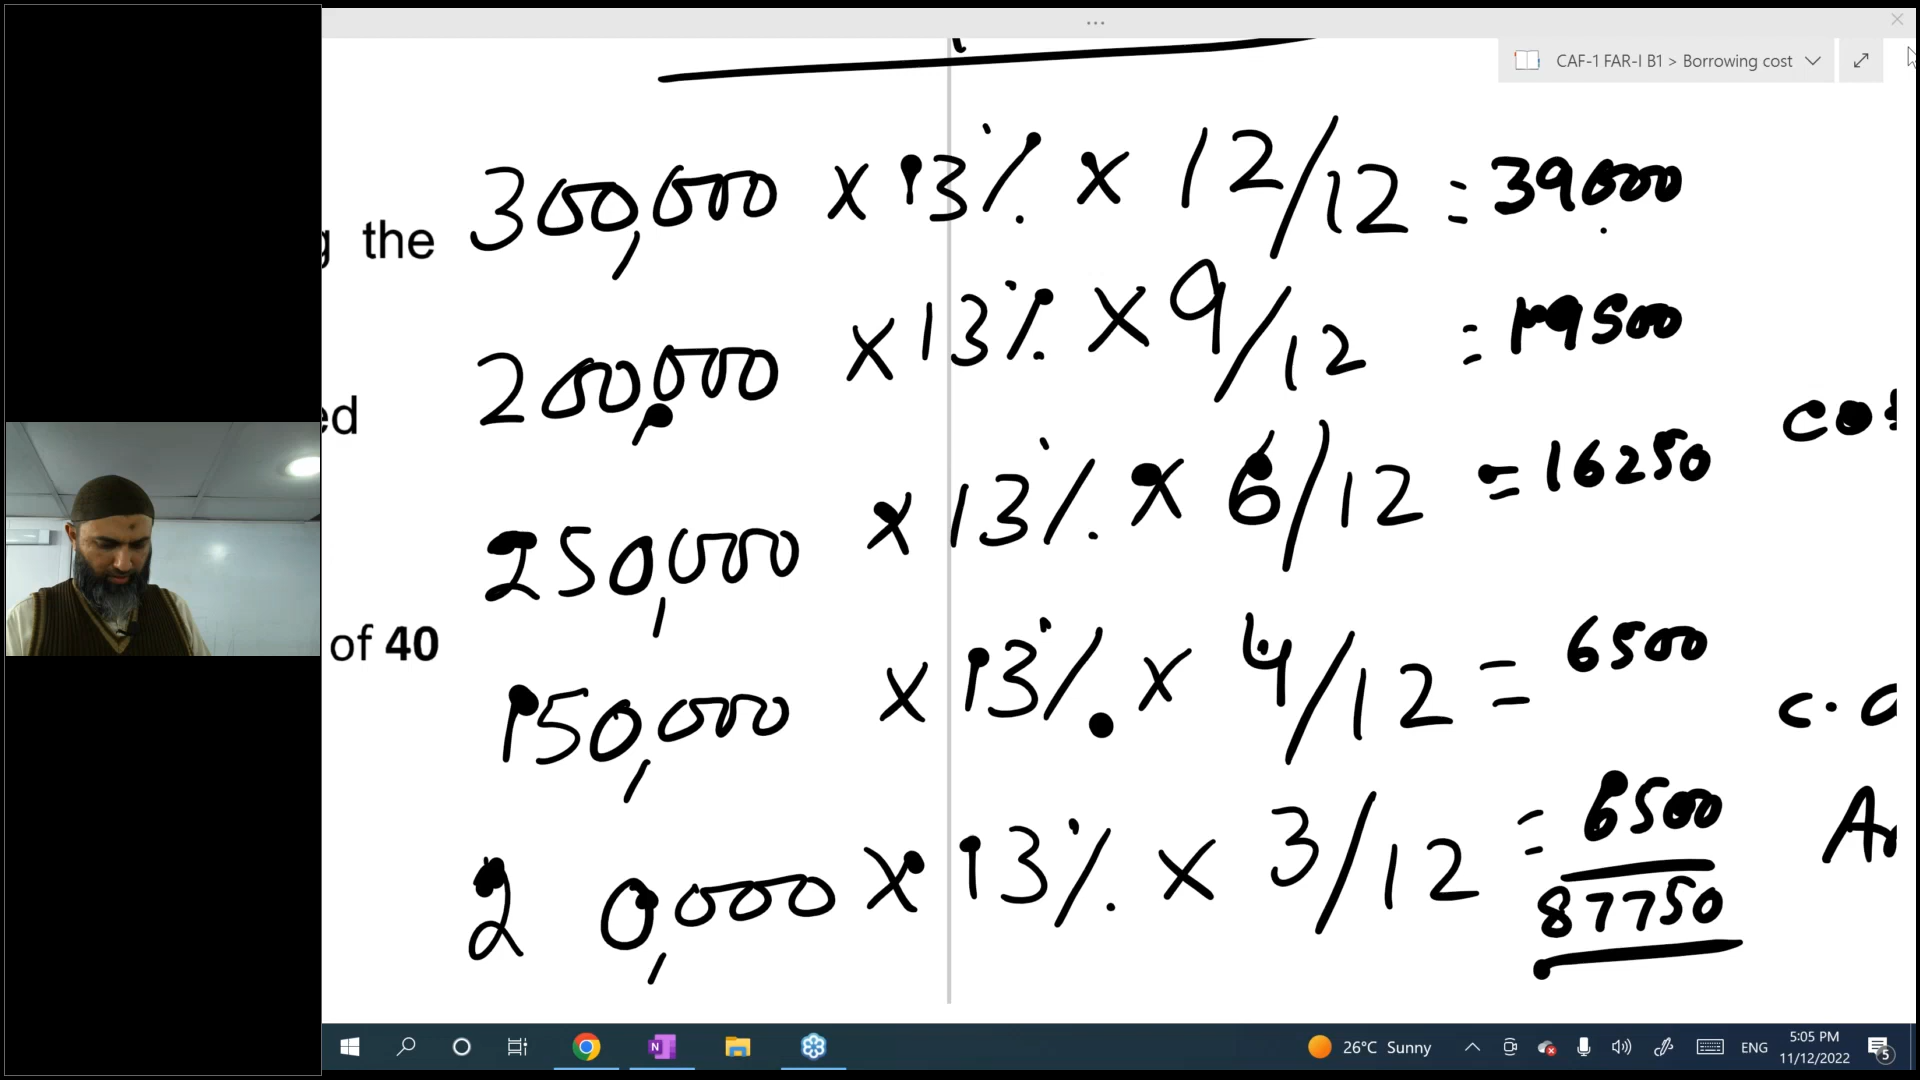 ...
CAF-1 FAR-I B1 > Borrowing cost
300,000 x 13% x 12/12 = 39000
g the
200,000 x 13% x 9/12 = 19500
ed
cos
250,000 x 13% x 6/12 = 16250
of 40
150,000 x 13% x 4/12 = 6500
c.
20,000 x 13% x 3/12 = 6500
A
87750
26°C Sunny
ENG
5:05 PM
11/12/2022
5